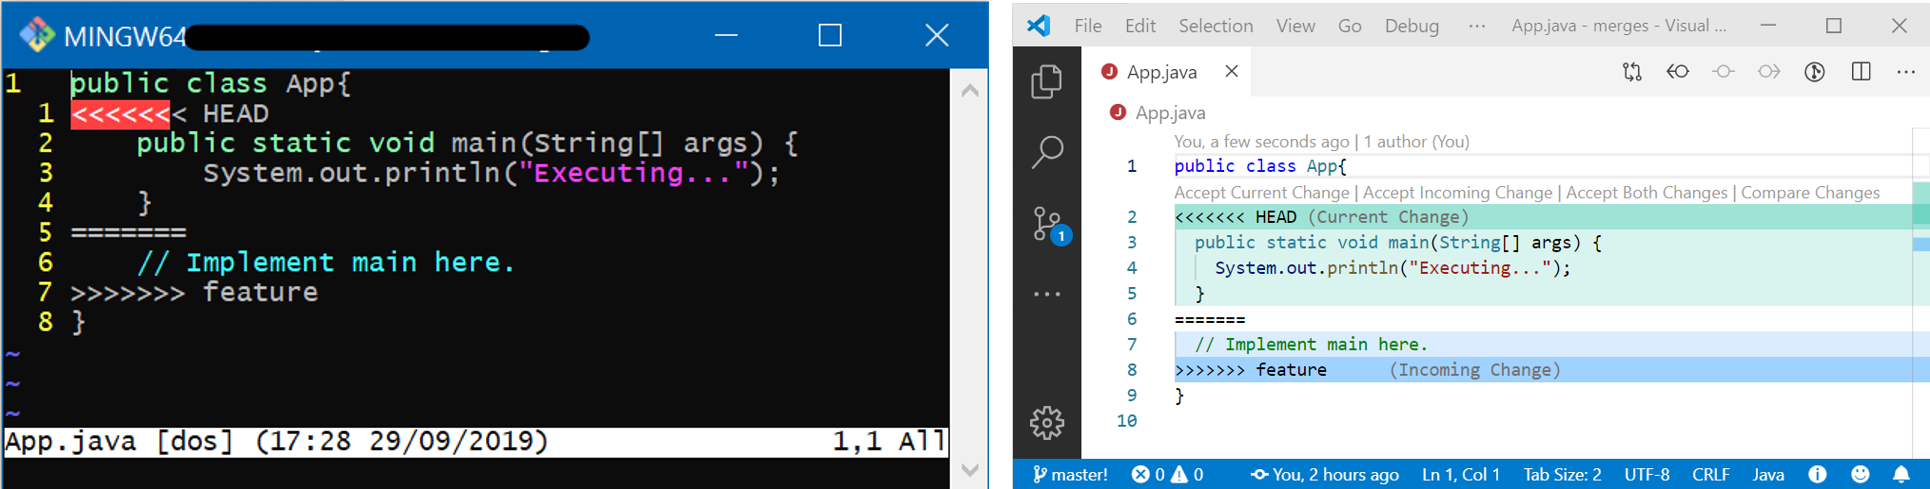 MINGW64
1 public class App{
1 <<<<<<< HEAD
2 public static void main(String[] args) {
3 System.out.println("Executing...");
4 }
5 =======
6 // Implement main here.
7 >>>>>>> feature
8 }
~
~
~
App.java [dos] (17:28 29/09/2019) 1,1 All
File Edit Selection View Go Debug ··· App.java - merges - Visual ...
App.java
App.java
You, a few seconds ago | 1 author (You)
1 public class App{
Accept Current Change | Accept Incoming Change | Accept Both Changes | Compare Changes
2 <<<<<<< HEAD (Current Change)
3 public static void main(String[] args) {
4 System.out.println("Executing...");
5 }
6 =======
7 // Implement main here.
8 >>>>>>> feature (Incoming Change)
9 }
10
1
master! 0 0 You, 2 hours ago Ln 1, Col 1 Tab Size: 2 UTF-8 CRLF Java